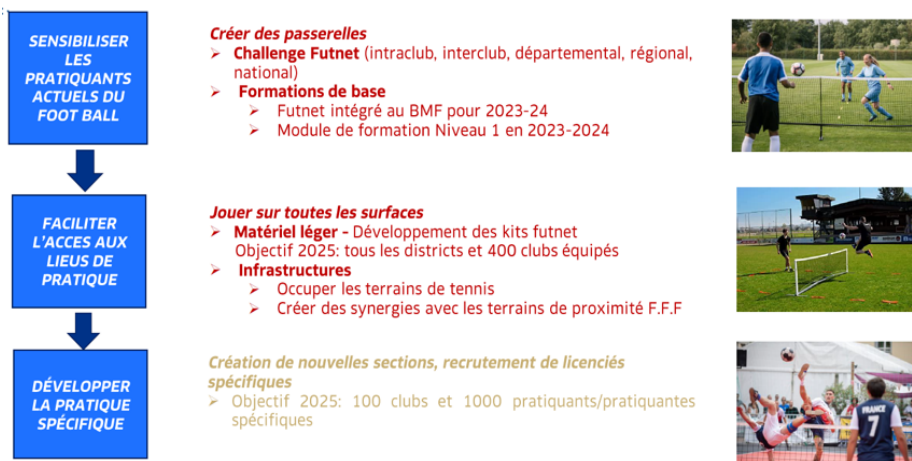 SENSIBILISER
LES
PRATIQUANTS
ACTUELS DU
FOOT BALL
Créer des passerelles
➢ Challenge Futnet (intraclub, interclub, départemental, régional,
national)
➢ Formations de base
➢ Futnet intégré au BMF pour 2023-24
➢ Module de formation Niveau 1 en 2023-2024
FACILITER
L'ACCES AUX
LIEUX DE
PRATIQUE
Jouer sur toutes les surfaces
➢ Matériel léger - Développement des kits futnet
Objectif 2025: tous les districts et 400 clubs équipés
➢ Infrastructures
➢ Occuper les terrains de tennis
➢ Créer des synergies avec les terrains de proximité F.F.F
DÉVELOPPER
LA PRATIQUE
SPÉCIFIQUE
Création de nouvelles sections, recrutement de licenciés
spécifiques
➢ Objectif 2025: 100 clubs et 1000 pratiquants/pratiquantes
spécifiques
FRANCE
7